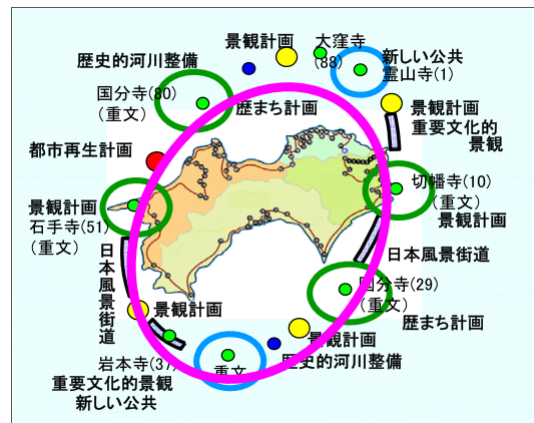 景観計画
大窪寺
(88)
新しい公共
霊山寺(1)
歴史的河川整備
国分寺(80)
(重文)
歴まち計画
景観計画
重要文化的
景観
都市再生計画
切幡寺(10)
(重文)
景観計画
景観計画
石手寺(51)
(重文)
日本風景街道
日本風景街道
国分寺(29)
(重文)
歴まち計画
景観計画
景観計画
歴史的河川整備
岩本寺(37)
重文
重要文化的景観
新しい公共